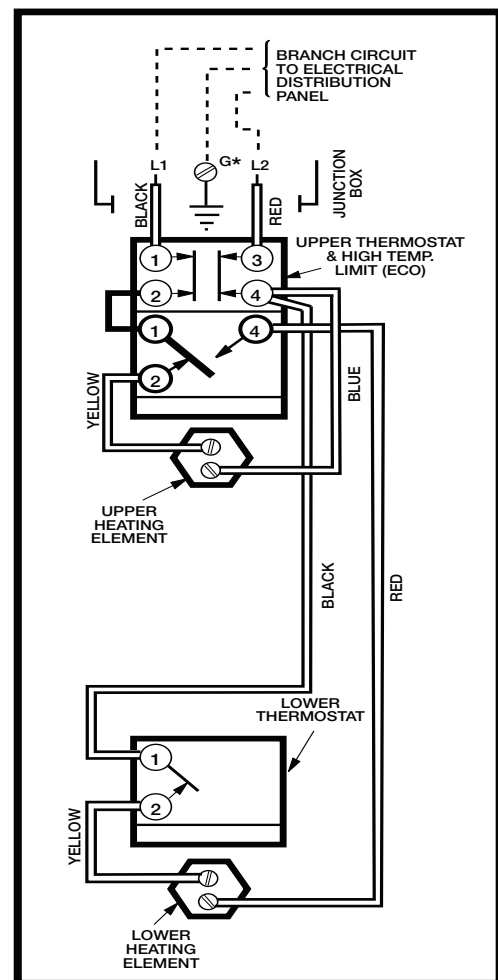 BRANCH CIRCUIT
TO ELECTRICAL
DISTRIBUTION
PANEL
L1
G*
L2
JUNCTION
BOX
BLACK
RED
UPPER THERMOSTAT
& HIGH TEMP.
LIMIT (ECO)
1
3
2
4
1
4
2
YELLOW
BLUE
UPPER
HEATING
ELEMENT
BLACK
RED
LOWER
THERMOSTAT
1
2
YELLOW
LOWER
HEATING
ELEMENT